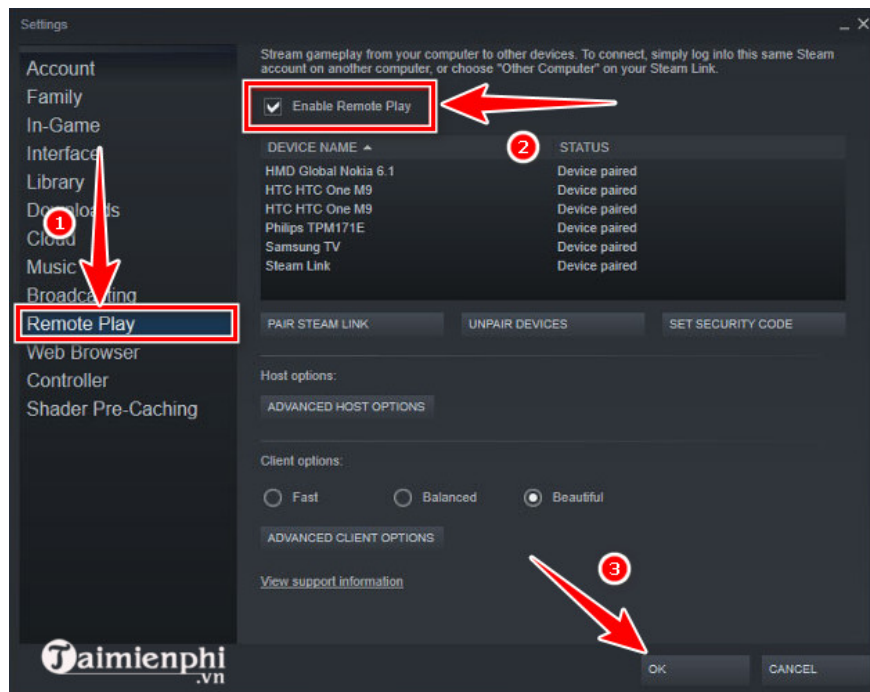 Settings
Account
Family
In-Game
Interface
Library
Downloads
Cloud
Music
Broadcasting
Remote Play
Web Browser
Controller
Shader Pre-Caching
Stream gameplay from your computer to other devices. To connect, simply log into this same Steam
account on another computer, or choose "Other Computer" on your Steam Link.
Enable Remote Play
DEVICE NAME STATUS
HMD Global Nokia 6.1 Device paired
HTC HTC One M9 Device paired
HTC HTC One M9 Device paired
Philips TPM171E Device paired
Samsung TV Device paired
Steam Link Device paired
PAIR STEAM LINK UNPAIR DEVICES SET SECURITY CODE
Host options:
ADVANCED HOST OPTIONS
Client options:
Fast Balanced Beautiful
ADVANCED CLIENT OPTIONS
View support information
OK CANCEL
1
2
3
Taimienphi
.vn